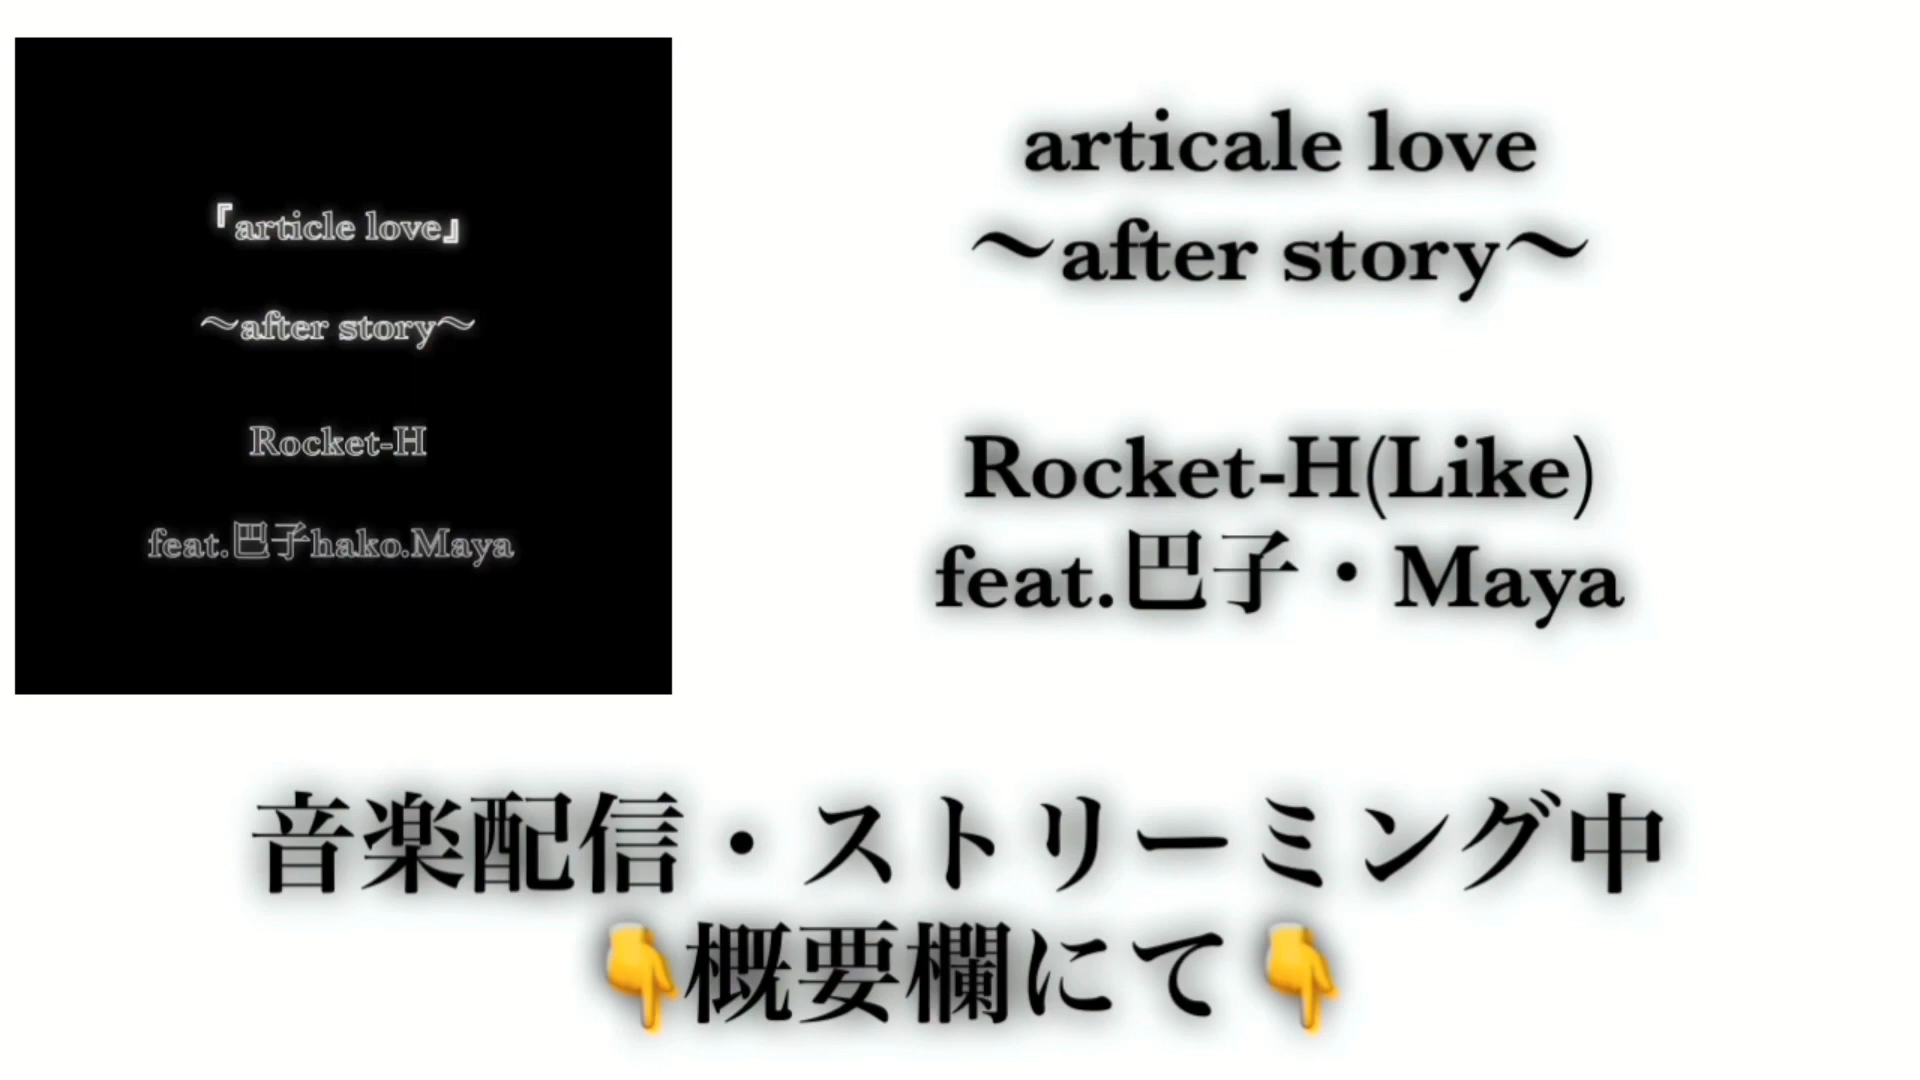 『article love』
〜after story〜
Rocket-H
feat.巴子hako.Maya
articale love
〜after story〜
Rocket-H(Like)
feat.巴子・Maya
音楽配信・ストリーミング中
👇概要欄にて👇